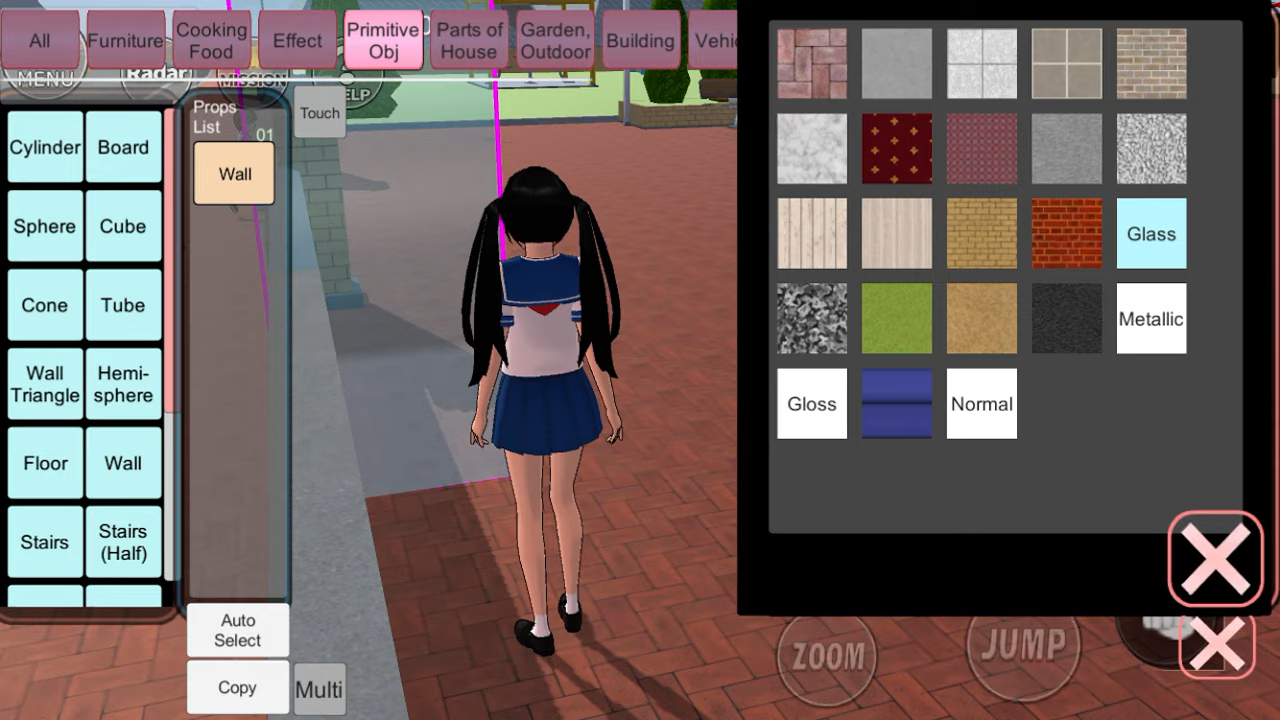 All
Furniture
Cooking
Food
Effect
Primitive
Obj
Parts of
House
Garden,
Outdoor
Building
MENU
Radar
MISSION
Cylinder
Board
Sphere
Cube
Cone
Tube
Wall
Triangle
Hemi-
sphere
Floor
Wall
Stairs
Stairs
(Half)
Props
List
01
Wall
Touch
Auto
Select
Copy
Multi
Glass
Metallic
Gloss
Normal
ZOOM
JUMP